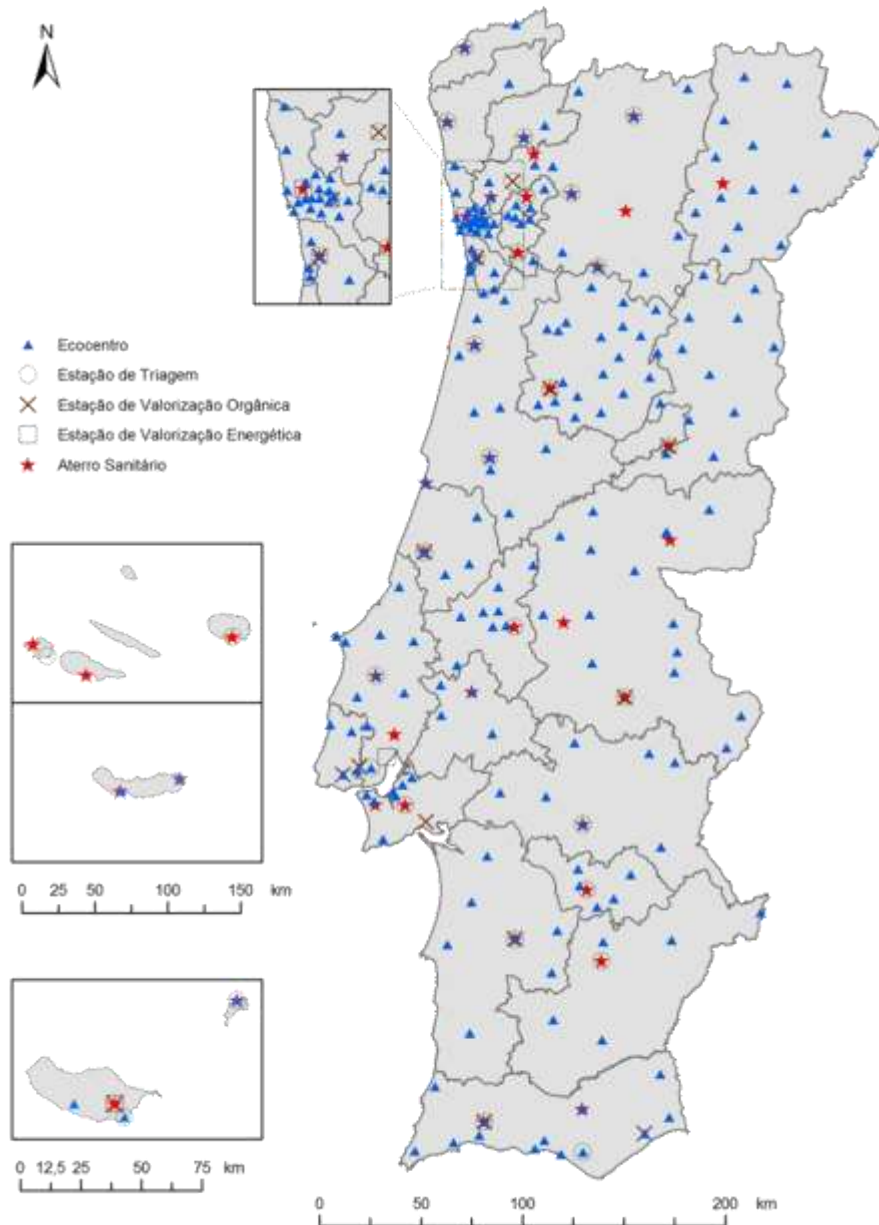 N
Ecocentro
Estação de Triagem
Estação de Valorização Orgânica
Estação de Valorização Energética
Aterro Sanitário
0 25 50 100 150 km
0 12,5 25 50 75 km
0 50 100 200 km